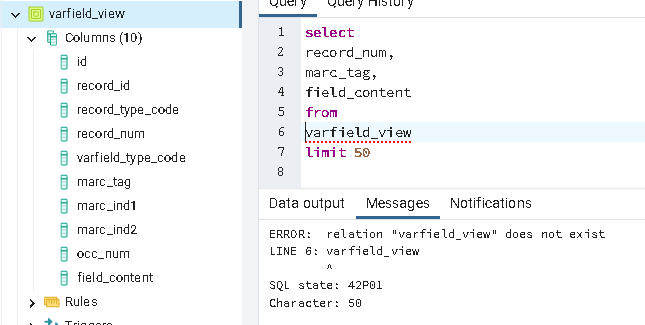 varfield_view
Columns (10)
id
record_id
record_type_code
record_num
varfield_type_code
marc_tag
marc_ind1
marc_ind2
occ_num
field_content
Rules
Triggers
Query Query History
1 select
2 record_num,
3 marc_tag,
4 field_content
5 from
6 varfield_view
7 limit 50
8
Data output Messages Notifications
ERROR: relation "varfield_view" does not exist
LINE 6: varfield_view
^
SQL state: 42P01
Character: 50